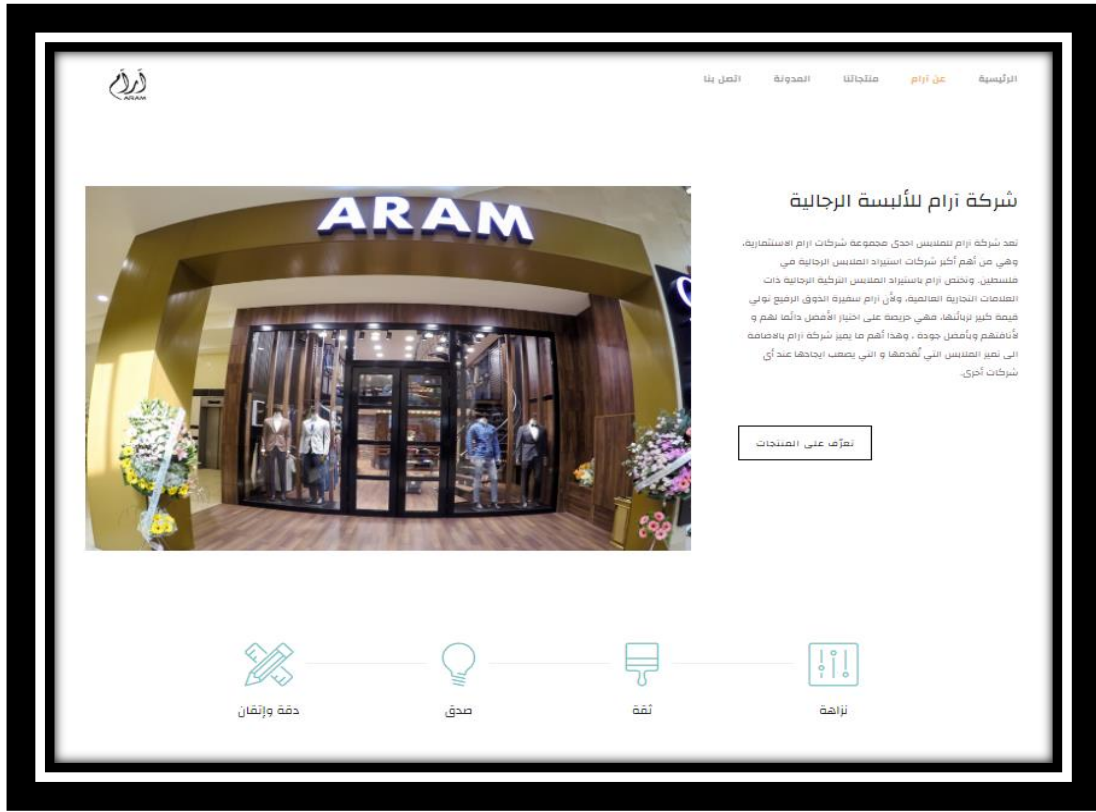 الرئيسية
عن آرام
منتجاتنا
المدونة
اتصل بنا
آرام
ARAM
ARAM
شركة آرام للألبسة الرجالية
تعد شركة آرام للملابس احدى مجموعة شركات ارام الاستثمارية،
وهي من أهم أكبر شركات استيراد الملابس الرجالية في
فلسطين. وتختص آرام باستيراد الملابس التركية الرجالية ذات
العلامات التجارية العالمية، ولأن آرام سفيرة الذوق الرفيع تولي
قيمة كبير لزبائنها، فهي حريصة على اختيار الأفضل دائما لهم و
لأناقتهم وبأفضل جودة ، وهذا أهم ما يميز شركة آرام بالاضافة
الى تميز الملابس التي تُقدمها و التي يصعب ايجادها عند أي
شركات أخرى.
تعرّف على المنتجات
نزاهة
ثقة
صدق
دقة وإتقان